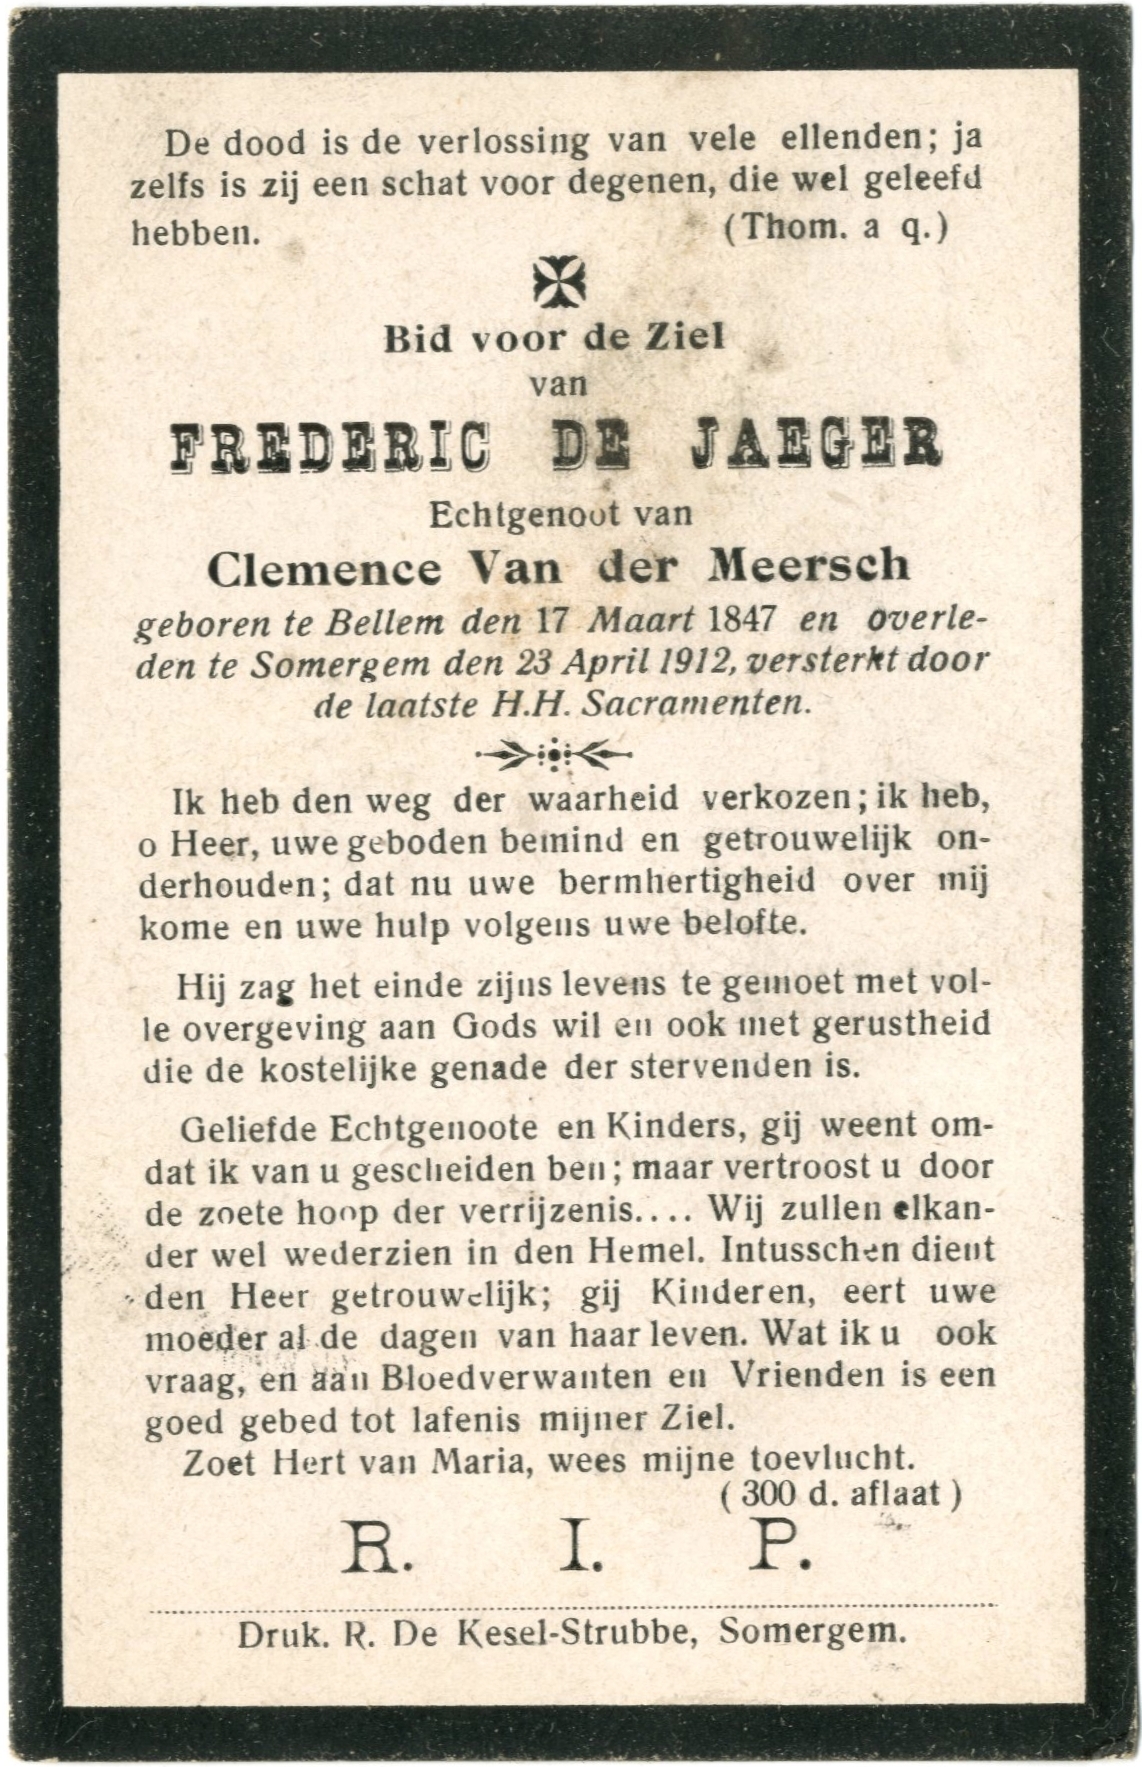 De dood is de verlossing van vele ellenden; ja
zelfs is zij een schat voor degenen, die wel geleefd
hebben. (Thom. a q.)
Bid voor de Ziel
van
FREDERIC DE JAEGER
Echtgenoot van
Clemence Van der Meersch
geboren te Bellem den 17 Maart 1847 en overle-
den te Somergem den 23 April 1912, versterkt door
de laatste H.H. Sacramenten.
Ik heb den weg der waarheid verkozen; ik heb,
o Heer, uwe geboden bemind en getrouwelijk on-
derhouden; dat nu uwe bermhertigheid over mij
kome en uwe hulp volgens uwe belofte.
Hij zag het einde zijns levens te gemoet met vol-
le overgeving aan Gods wil en ook met gerustheid
die de kostelijke genade der stervenden is.
Geliefde Echtgenoote en Kinders, gij weent om-
dat ik van u gescheiden ben; maar vertroost u door
de zoete hoop der verrijzenis.... Wij zullen elkan-
der wel wederzien in den Hemel. Intusschen dient
den Heer getrouwelijk; gij Kinderen, eert uwe
moeder al de dagen van haar leven. Wat ik u ook
vraag, en aan Bloedverwanten en Vrienden is een
goed gebed tot lafenis mijner Ziel.
Zoet Hert van Maria, wees mijne toevlucht.
(300 d. aflaat)
R. I. P.
Druk. R. De Kesel-Strubbe, Somergem.